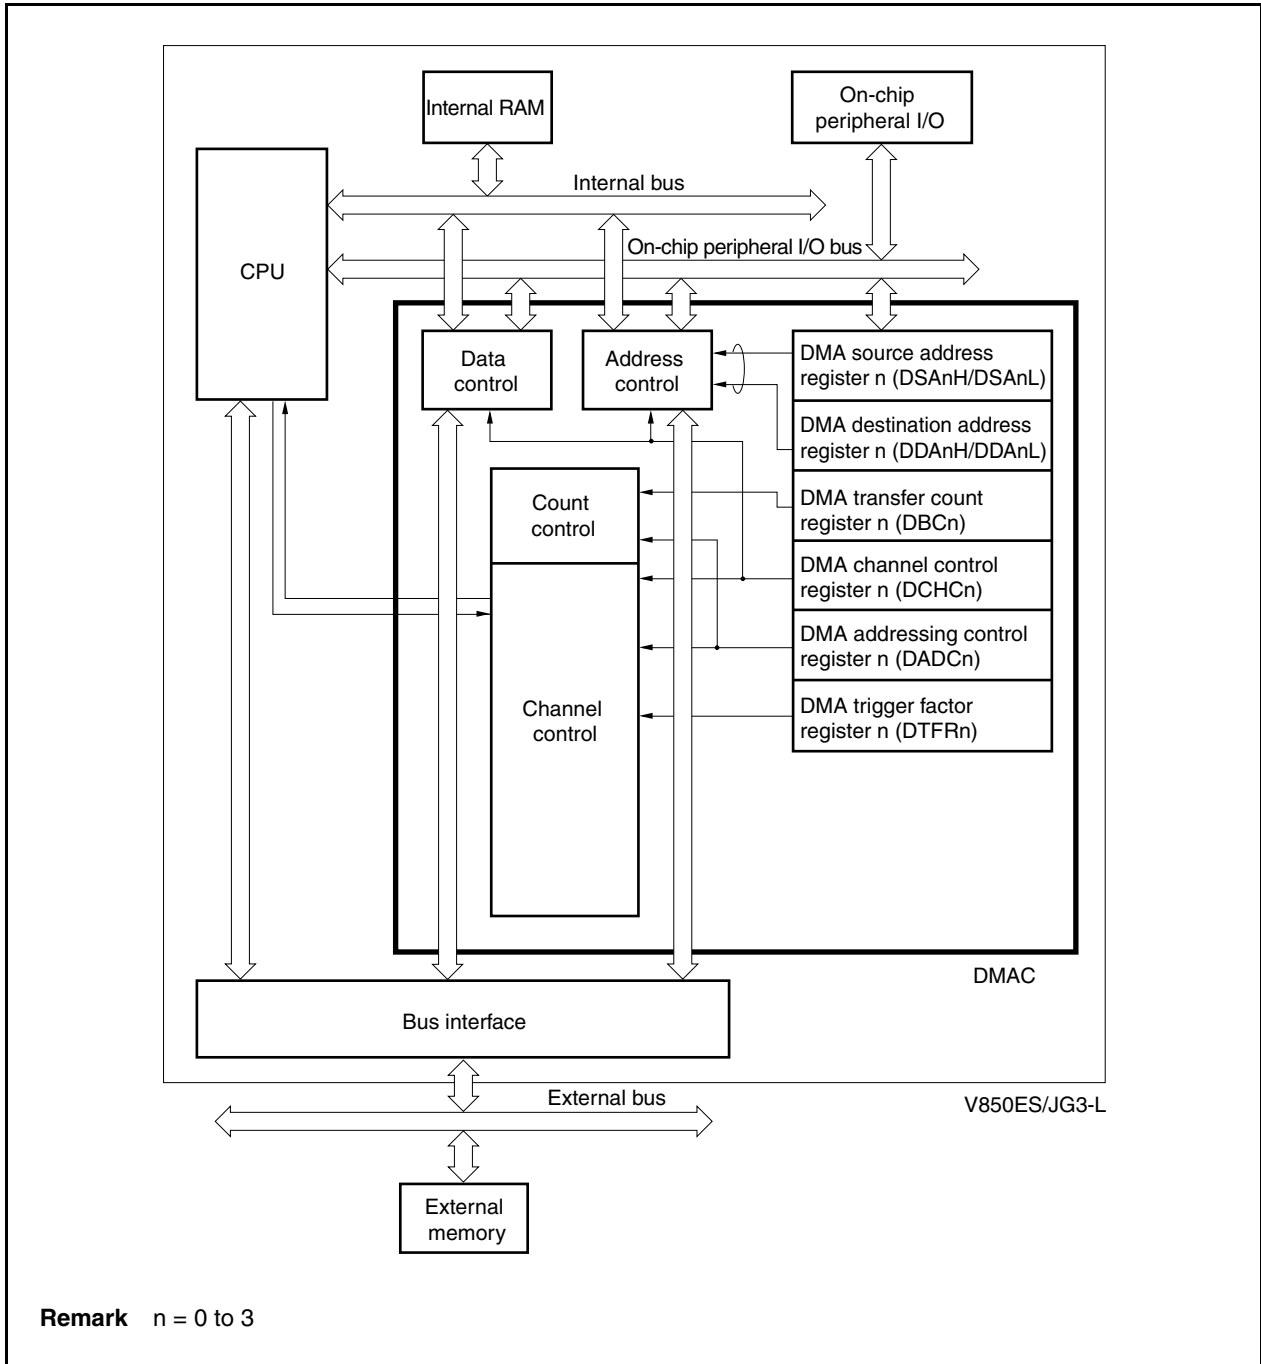 Internal RAM
On-chip
peripheral I/O
Internal bus
On-chip peripheral I/O bus
CPU
Data
control
Address
control
DMA source address
register n (DSAnH/DSAnL)
DMA destination address
register n (DDAnH/DDAnL)
Count
control
DMA transfer count
register n (DBCn)
DMA channel control
register n (DCHCn)
DMA addressing control
register n (DADCn)
Channel
control
DMA trigger factor
register n (DTFRn)
DMAC
Bus interface
External bus
V850ES/JG3-L
External
memory
Remark n = 0 to 3